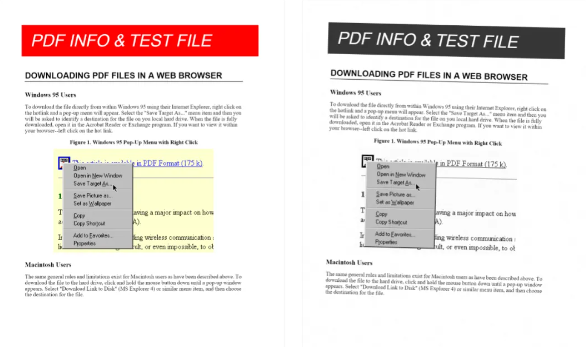 PDF INFO & TEST FILE
DOWNLOADING PDF FILES IN A WEB BROWSER
Windows 95 Users
To download the file directly from within Windows 95 using their Internet Explorer, right click on
the hotlink and a pop-up menu will appear. Select the "Save Target As..." menu item and then you
will be asked to identify a destination for the file on you local hard drive. When the file is fully
downloaded, open it in the Acrobat Reader or Exchange program. If you want to view it within
your browser--left click on the hot link.
Figure 1. Windows 95 Pop-Up Menu with Right Click
article is available in PDF Format (175 k).
Open
Open in New Window
Save Target As...
Save Picture as...
Set as Wallpaper
Copy
Copy Shortcut
Add to Favorites...
Properties
1
T
aving a major impact on how
A).
ding wireless communication
ult, or even impossible, to ol
Macintosh Users
The same general rules and limitations exist for Macintosh users as have been described above. To
download the file to the hard drive, click and hold the mouse button down until a pop-up window
appears. Select "Download Link to Disk" (MS Explorer 4) or similar menu item, and then choose
the destination for the file.
PDF INFO & TEST FILE
DOWNLOADING PDF FILES IN A WEB BROWSER
Windows 95 Users
To download the file directly from within Windows 95 using their Internet Explorer, right click on
the hotlink and a pop-up menu will appear. Select the "Save Target As..." menu item and then you
will be asked to identify a destination for the file on you local hard drive. When the file is fully
downloaded, open it in the Acrobat Reader or Exchange program. If you want to view it within
your browser--left click on the hot link.
Figure 1. Windows 95 Pop-Up Menu with Right Click
article is available in PDF Format (175 k).
Open
Open in New Window
Save Target As...
Save Picture as...
Set as Wallpaper
Copy
Copy Shortcut
Add to Favorites...
Properties
1
T
aving a major impact on how
A).
ding wireless communication
ult, or even impossible, to ol
Macintosh Users
The same general rules and limitations exist for Macintosh users as have been described above. To
download the file to the hard drive, click and hold the mouse button down until a pop-up window
appears. Select "Download Link to Disk" (MS Explorer 4) or similar menu item, and then choose
the destination for the file.